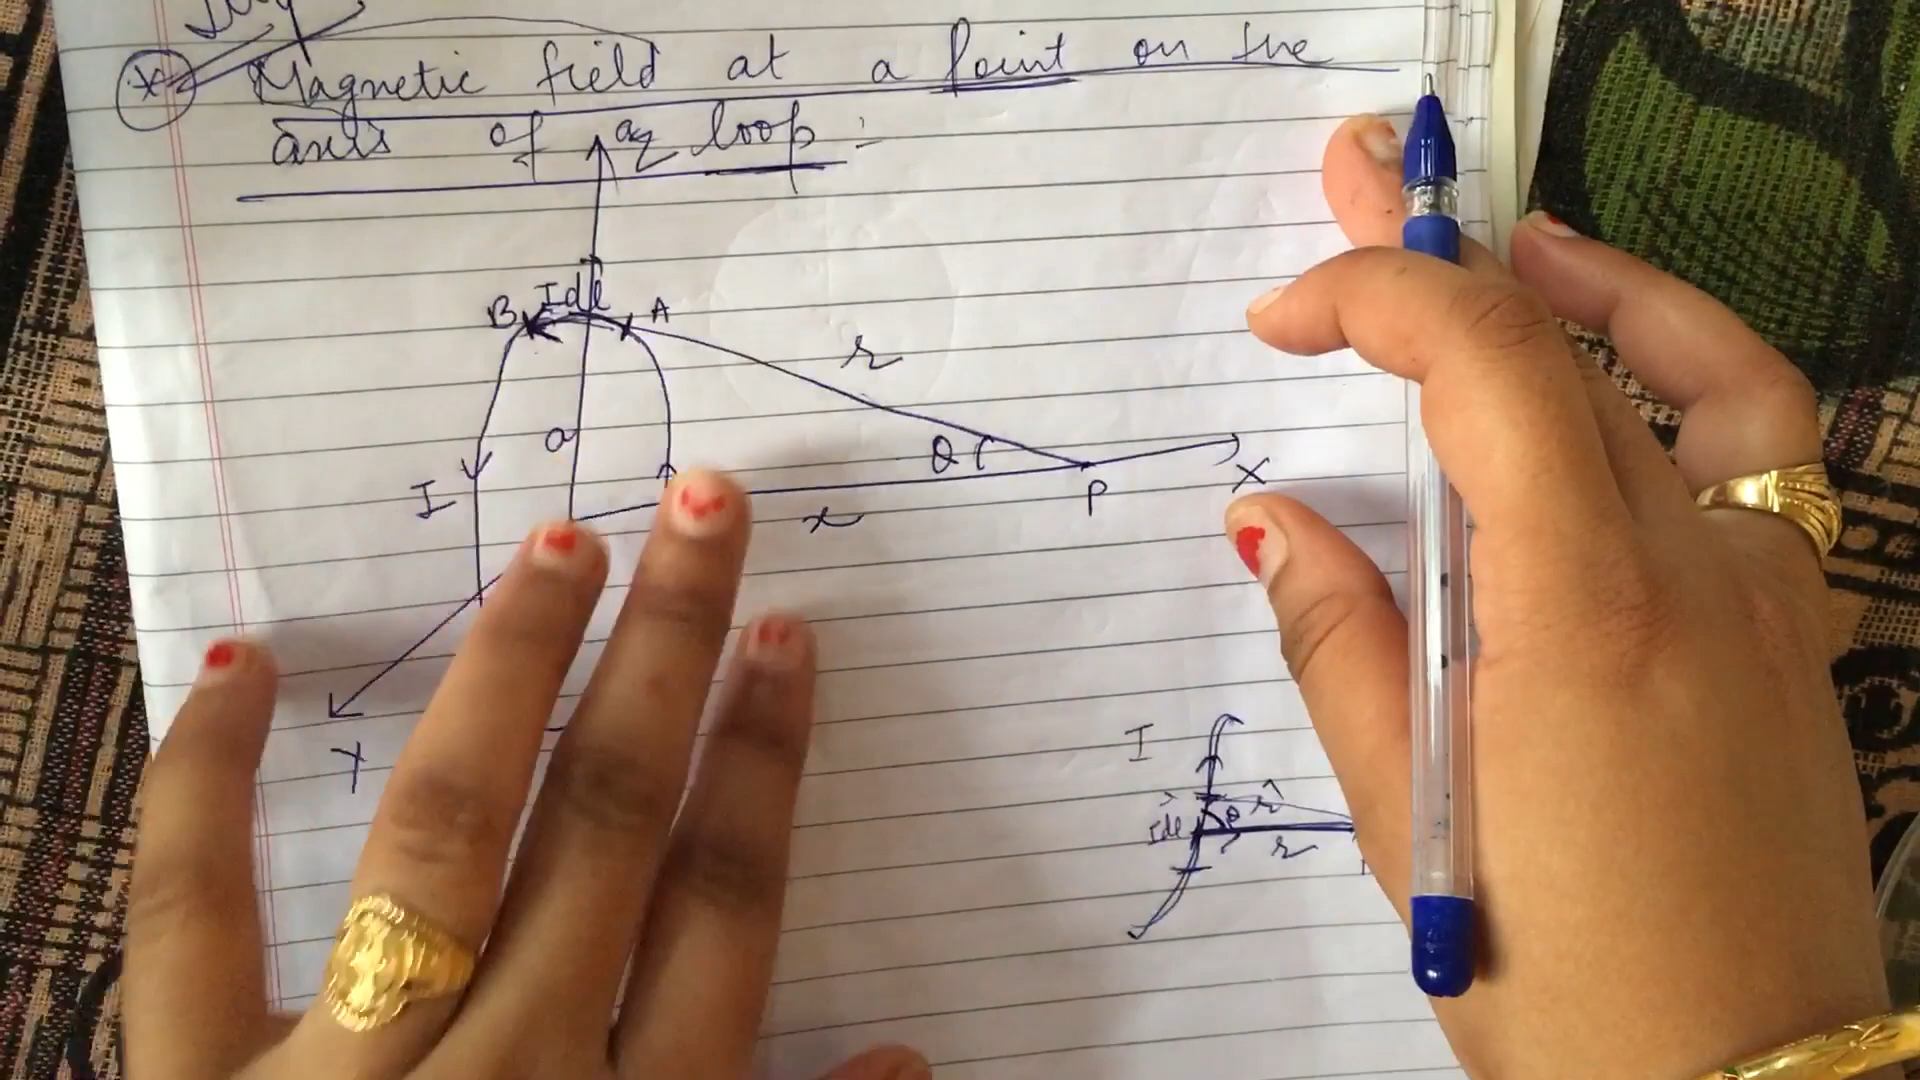 * Magnetic field at a Point on the
axis of a loop :
B Idl A
r
a
θ
I
x
P
X
Y
I
r̂
Idl θ
r